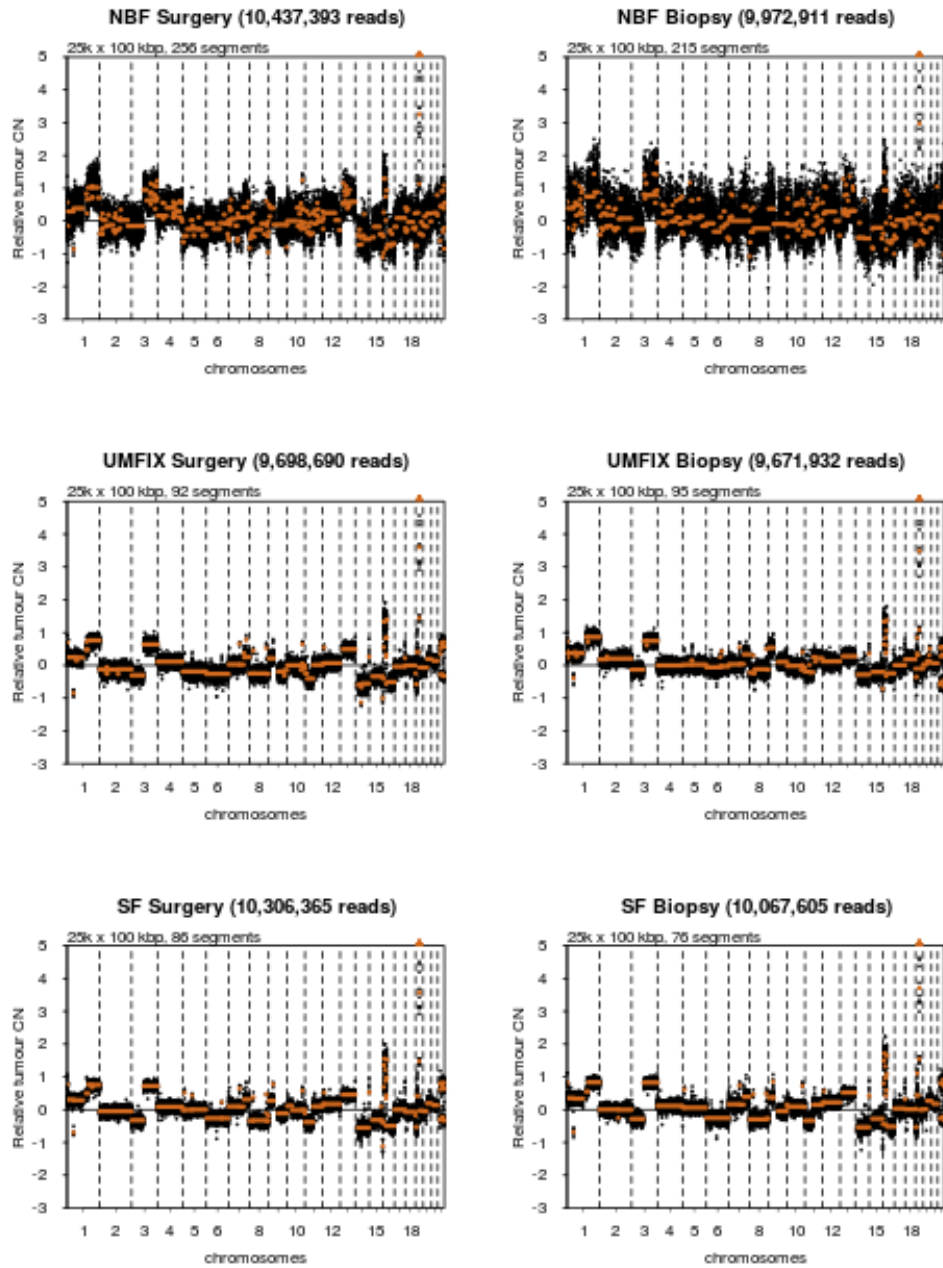 NBF Surgery (10,437,393 reads)
25k x 100 kbp, 256 segments
Relative tumour CN
5
4
3
2
1
0
-1
-2
-3
1 2 3 4 6 8 10 12 15 18
chromosomes
NBF Biopsy (9,972,911 reads)
25k x 100 kbp, 215 segments
Relative tumour CN
5
4
3
2
1
0
-1
-2
-3
1 2 3 4 6 8 10 12 15 18
chromosomes
UMFIX Surgery (9,698,690 reads)
25k x 100 kbp, 92 segments
Relative tumour CN
5
4
3
2
1
0
-1
-2
-3
1 2 3 4 6 8 10 12 15 18
chromosomes
UMFIX Biopsy (9,671,932 reads)
25k x 100 kbp, 95 segments
Relative tumour CN
5
4
3
2
1
0
-1
-2
-3
1 2 3 4 6 8 10 12 15 18
chromosomes
SF Surgery (10,306,365 reads)
25k x 100 kbp, 86 segments
Relative tumour CN
5
4
3
2
1
0
-1
-2
-3
1 2 3 4 6 8 10 12 15 18
chromosomes
SF Biopsy (10,067,605 reads)
25k x 100 kbp, 76 segments
Relative tumour CN
5
4
3
2
1
0
-1
-2
-3
1 2 3 4 6 8 10 12 15 18
chromosomes